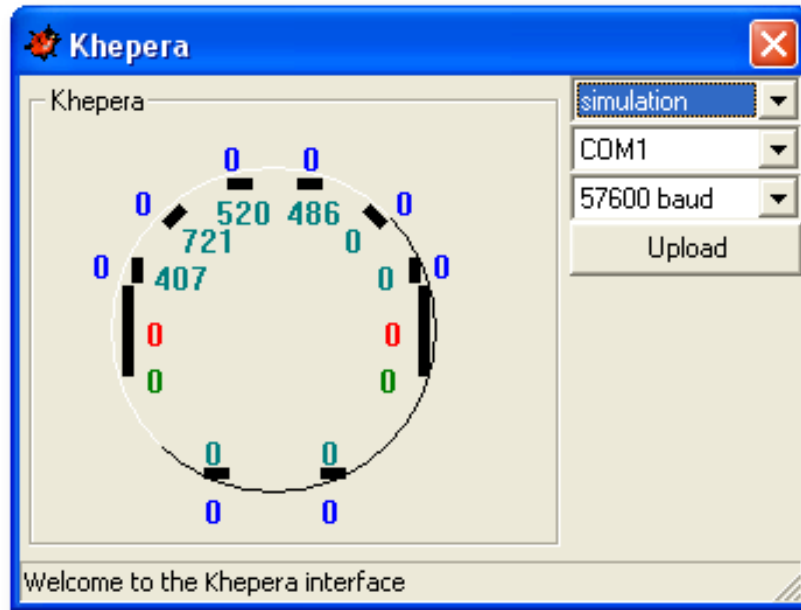 Khepera
Khepera
simulation
COM1
57600 baud
Upload
0 0
0 520 486 0
721 0
0 407 0 0
0 0
0 0
0 0
0 0
Welcome to the Khepera interface